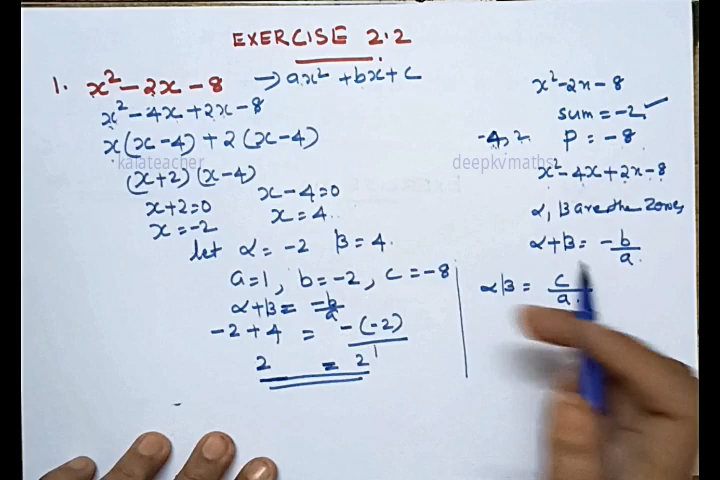 EXERCISE 2.2
1. x² - 2x - 8 → ax² + bx + c
x² - 4x + 2x - 8
x(x - 4) + 2(x - 4)
kalateacher
(x + 2) (x - 4)
x + 2 = 0 x - 4 = 0
x = -2 x = 4
let α = -2 β = 4.
a = 1, b = -2, c = -8
α + β = -b/a
-2 + 4 = -(-2)/1
2 = 2
x² - 2x - 8
sum = -2 ✓
-4, 2 P = -8
deepkvmaths
x² - 4x + 2x - 8
α, β are the Zones
α + β = -b/a.
αβ = c/a.